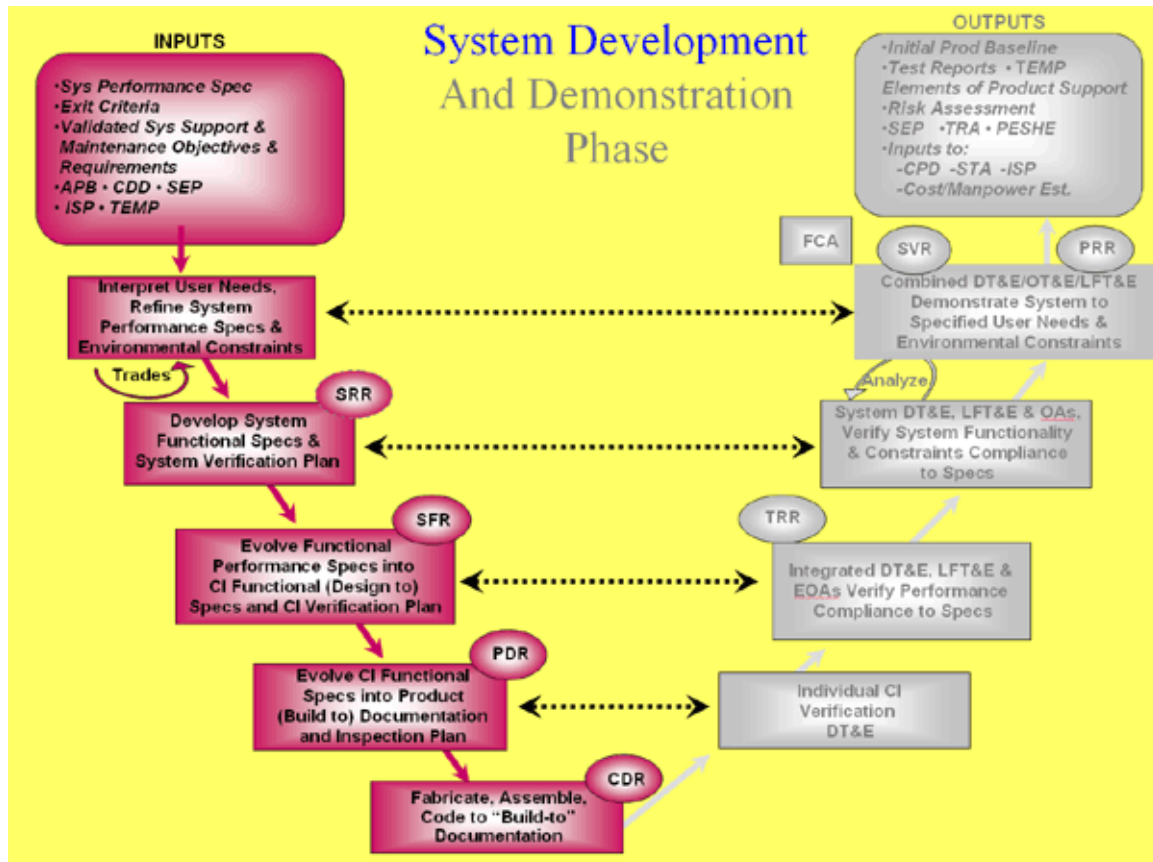 System Development
And Demonstration
Phase
INPUTS
•Sys Performance Spec
•Exit Criteria
•Validated Sys Support &
Maintenance Objectives &
Requirements
•APB • CDD • SEP
• ISP • TEMP
Interpret User Needs,
Refine System
Performance Specs &
Environmental Constraints
Trades
SRR
Develop System
Functional Specs &
System Verification Plan
SFR
Evolve Functional
Performance Specs into
CI Functional (Design to)
Specs and CI Verification Plan
PDR
Evolve CI Functional
Specs into Product
(Build to) Documentation
and Inspection Plan
CDR
Fabricate, Assemble,
Code to “Build-to”
Documentation
Individual CI
Verification
DT&E
TRR
Integrated DT&E, LFT&E &
EOAs Verify Performance
Compliance to Specs
System DT&E, LFT&E & OAs,
Verify System Functionality
& Constraints Compliance
to Specs
Analyze
FCA
SVR
PRR
Combined DT&E/OT&E/LFT&E
Demonstrate System to
Specified User Needs &
Environmental Constraints
OUTPUTS
•Initial Prod Baseline
•Test Reports • TEMP
Elements of Product Support
•Risk Assessment
•SEP •TRA • PESHE
•Inputs to:
-CPD -STA -ISP
-Cost/Manpower Est.